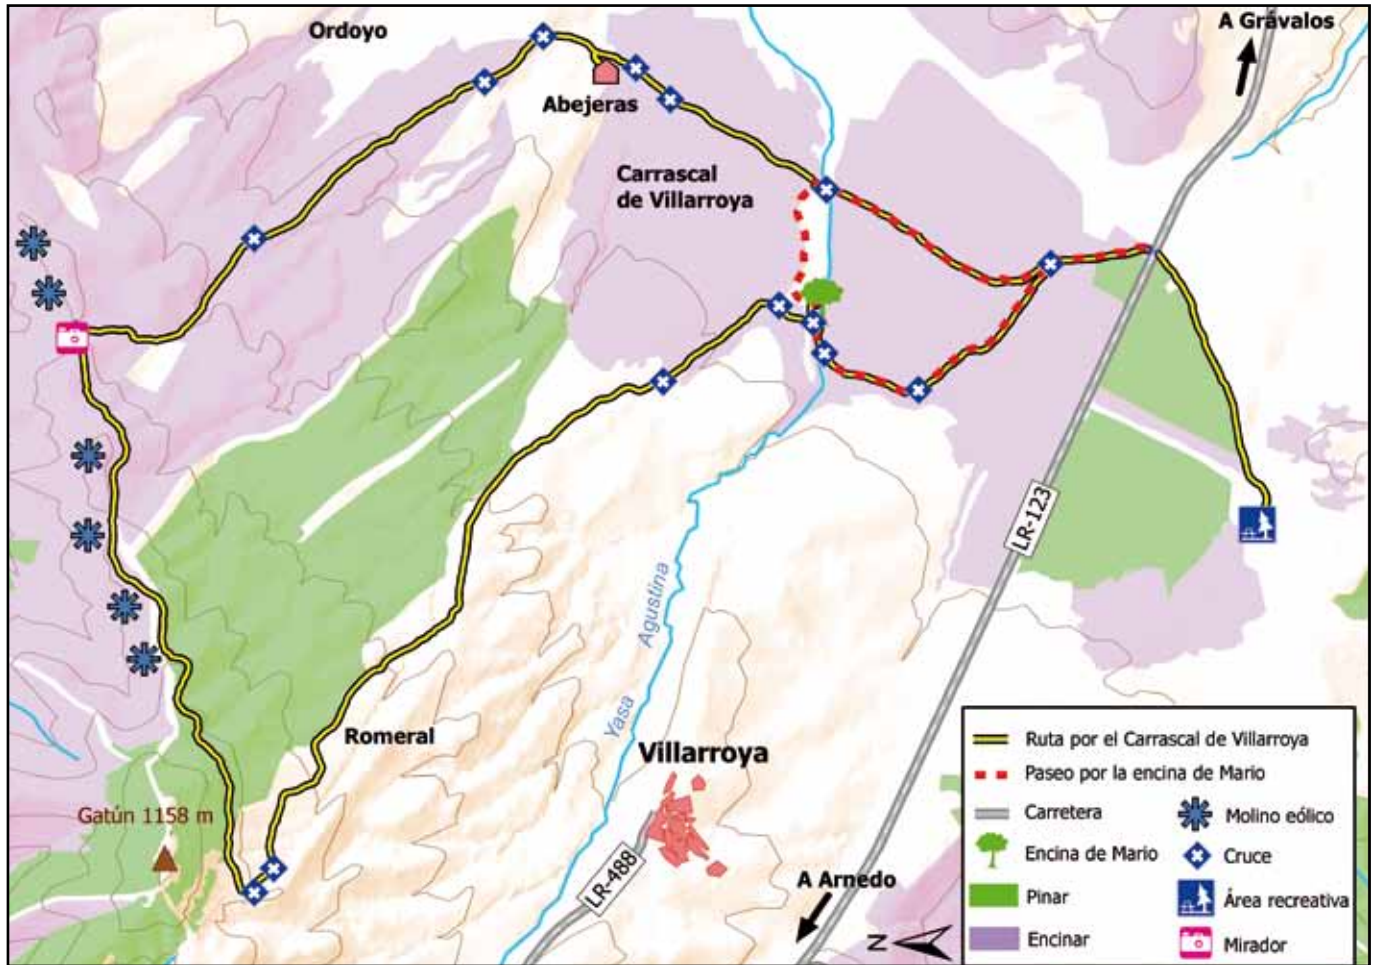 Ordoyo
A Grávalos
Abejeras
Carrascal
de Villarroya
LR-123
Yasa Agustina
Romeral
Villarroya
Gatún 1158 m
LR-488
A Arnedo
N
Ruta por el Carrascal de Villarroya
Paseo por la encina de Mario
Carretera
Molino eólico
Encina de Mario
Cruce
Pinar
Área recreativa
Encinar
Mirador